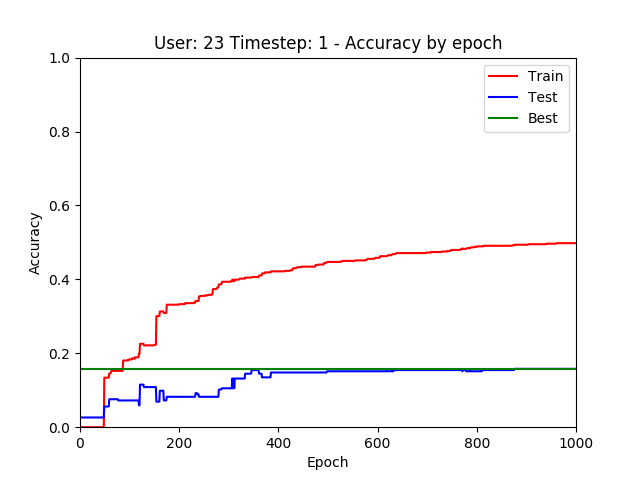 User: 23 Timestep: 1 - Accuracy by epoch
1.0
0.8
0.6
0.4
0.2
0.0
Accuracy
Train
Test
Best
0 200 400 600 800 1000
Epoch